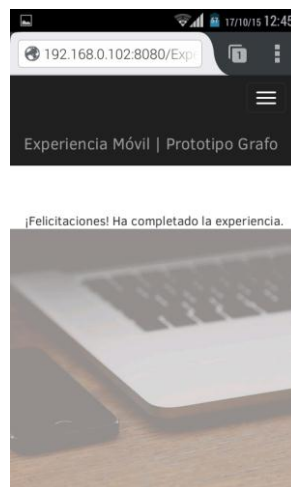 17/10/15 12:45
192.168.0.102:8080/Exp
1
Experiencia Móvil | Prototipo Grafo
¡Felicitaciones! Ha completado la experiencia.